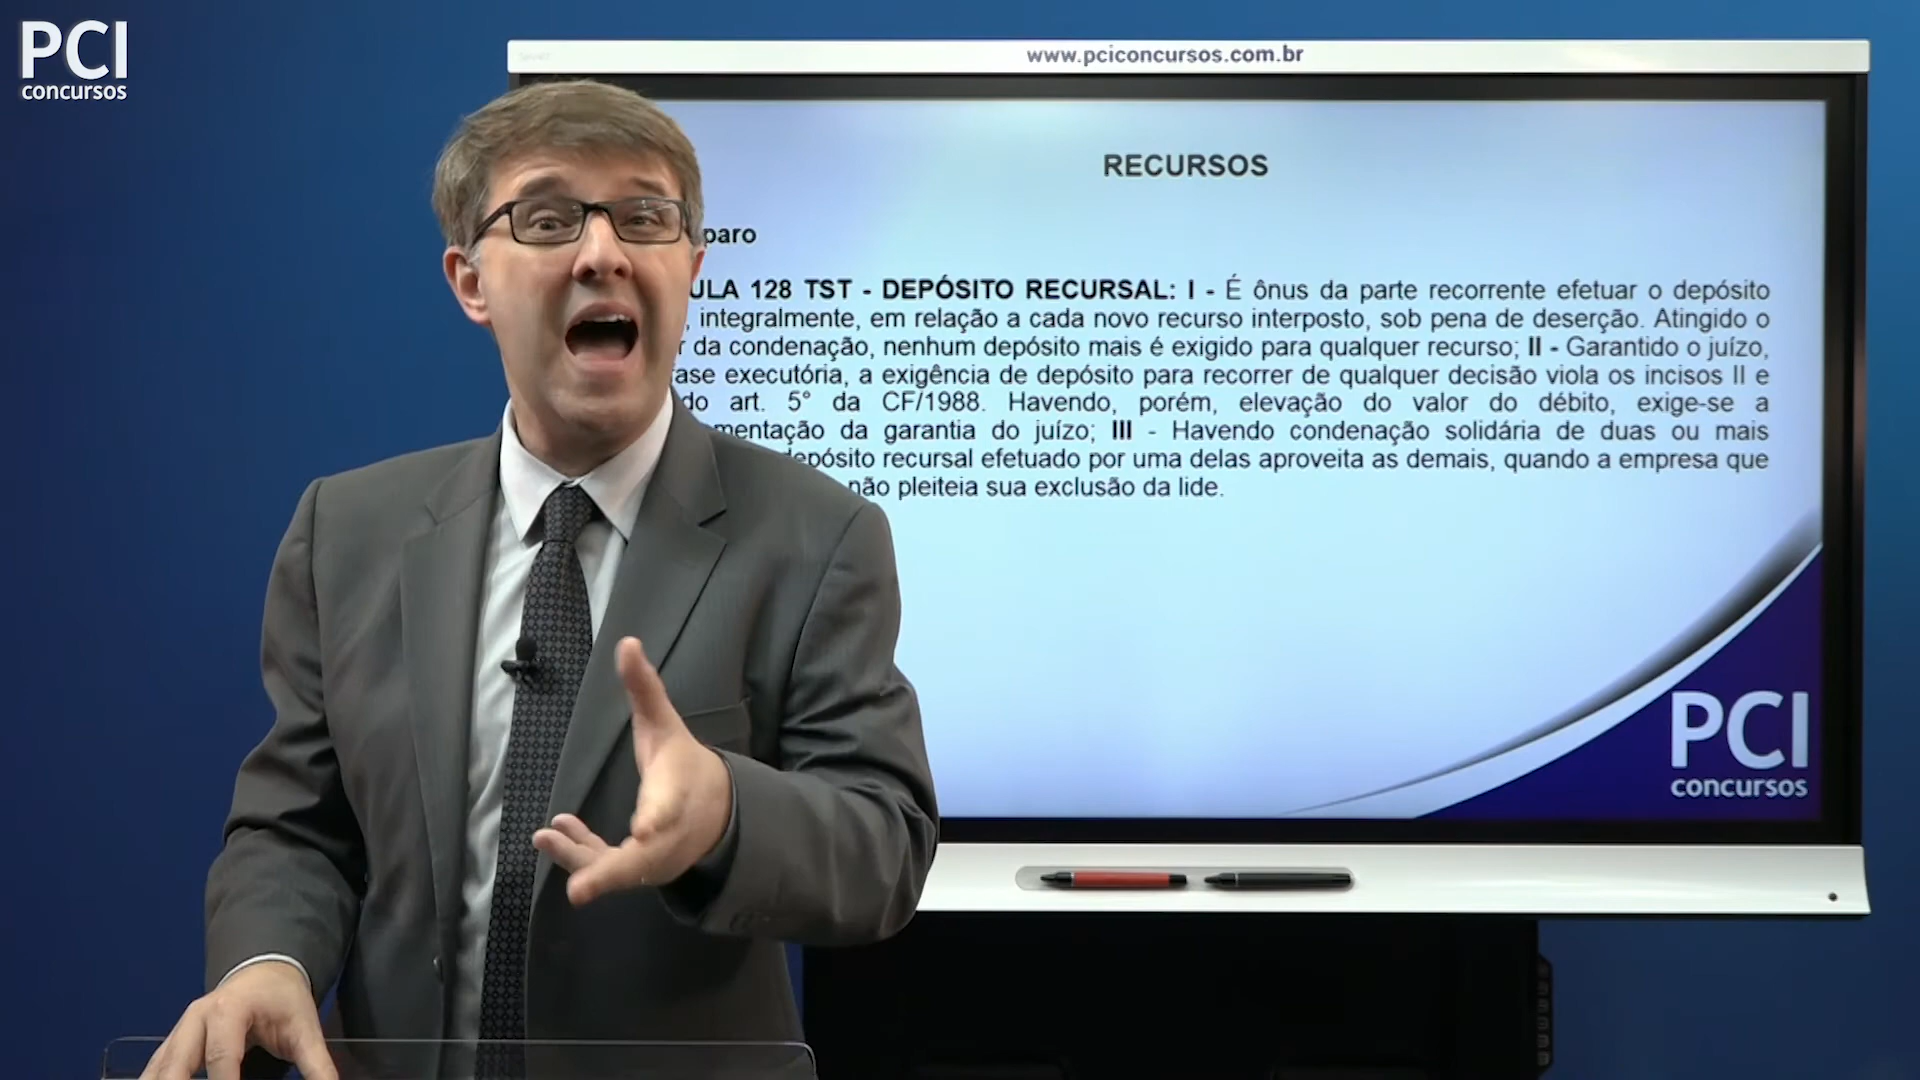 PCI
concursos
www.pciconcursos.com.br
RECURSOS
paro
ULA 128 TST - DEPÓSITO RECURSAL: I - É ônus da parte recorrente efetuar o depósito
, integralmente, em relação a cada novo recurso interposto, sob pena de deserção. Atingido o
r da condenação, nenhum depósito mais é exigido para qualquer recurso; II - Garantido o juízo,
fase executória, a exigência de depósito para recorrer de qualquer decisão viola os incisos II e
do art. 5° da CF/1988. Havendo, porém, elevação do valor do débito, exige-se a
mentação da garantia do juízo; III - Havendo condenação solidária de duas ou mais
depósito recursal efetuado por uma delas aproveita as demais, quando a empresa que
não pleiteia sua exclusão da lide.
PCI
concursos